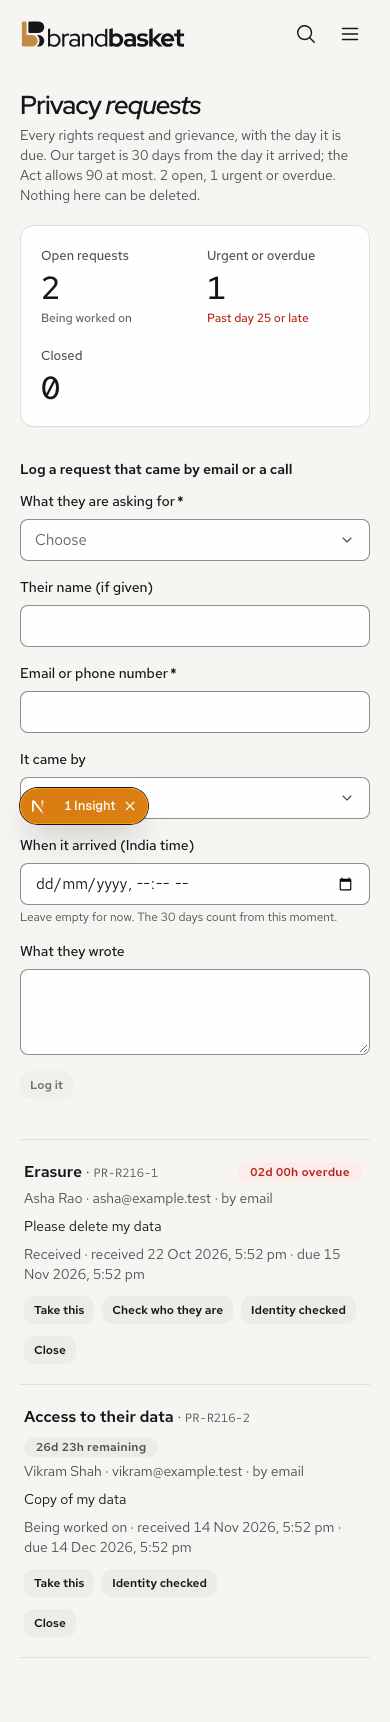 brandbasket
Privacy requests
Every rights request and grievance, with the day it is
due. Our target is 30 days from the day it arrived; the
Act allows 90 at most. 2 open, 1 urgent or overdue.
Nothing here can be deleted.
Open requests
2
Being worked on
Urgent or overdue
1
Past day 25 or late
Closed
0
Log a request that came by email or a call
What they are asking for *
Choose
Their name (if given)
Email or phone number *
It came by
N 1 Insight
When it arrived (India time)
dd/mm/yyyy, --:-- --
Leave empty for now. The 30 days count from this moment.
What they wrote
Log it
Erasure · PR-R216-1
02d 00h overdue
Asha Rao · asha@example.test · by email
Please delete my data
Received · received 22 Oct 2026, 5:52 pm · due 15
Nov 2026, 5:52 pm
Take this Check who they are Identity checked
Close
Access to their data · PR-R216-2
26d 23h remaining
Vikram Shah · vikram@example.test · by email
Copy of my data
Being worked on · received 14 Nov 2026, 5:52 pm ·
due 14 Dec 2026, 5:52 pm
Take this Identity checked
Close